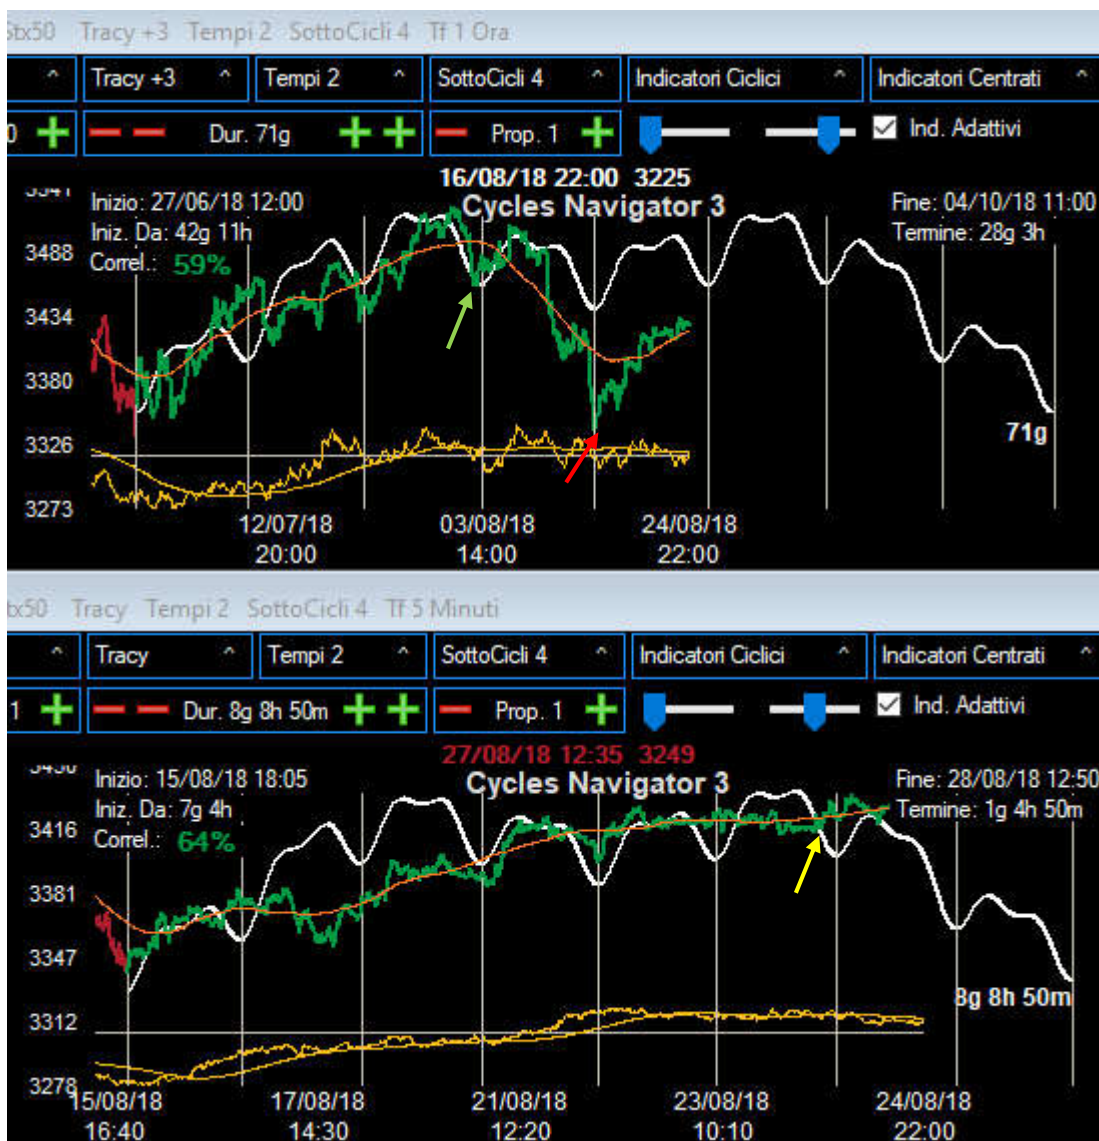 Stx50 Tracy +3 Tempi 2 SottoCicli 4 Tf 1 Ora
^ Tracy +3 ^ Tempi 2 ^ SottoCicli 4 ^ Indicatori Ciclici ^ Indicatori Centrati ^
Dur. 71g Prop. 1 Ind. Adattivi
16/08/18 22:00 3225
Cycles Navigator 3
Inizio: 27/06/18 12:00
Iniz. Da: 42g 11h
Correl.: 59%
Fine: 04/10/18 11:00
Termine: 28g 3h
3541
3488
3434
3380
3326
3273
71g
12/07/18 03/08/18 24/08/18
20:00 14:00 22:00
Tracy Tempi 2 SottoCicli 4 Tf 5 Minuti
^ Tracy ^ Tempi 2 ^ SottoCicli 4 ^ Indicatori Ciclici ^ Indicatori Centrati ^
1 Dur. 8g 8h 50m Prop. 1 Ind. Adattivi
27/08/18 12:35 3249
Cycles Navigator 3
Inizio: 15/08/18 18:05
Iniz. Da: 7g 4h
Correl.: 64%
Fine: 28/08/18 12:50
Termine: 1g 4h 50m
3416
3381
3347
3312
3278
8g 8h 50m
15/08/18 17/08/18 21/08/18 23/08/18 24/08/18
16:40 14:30 12:20 10:10 22:00